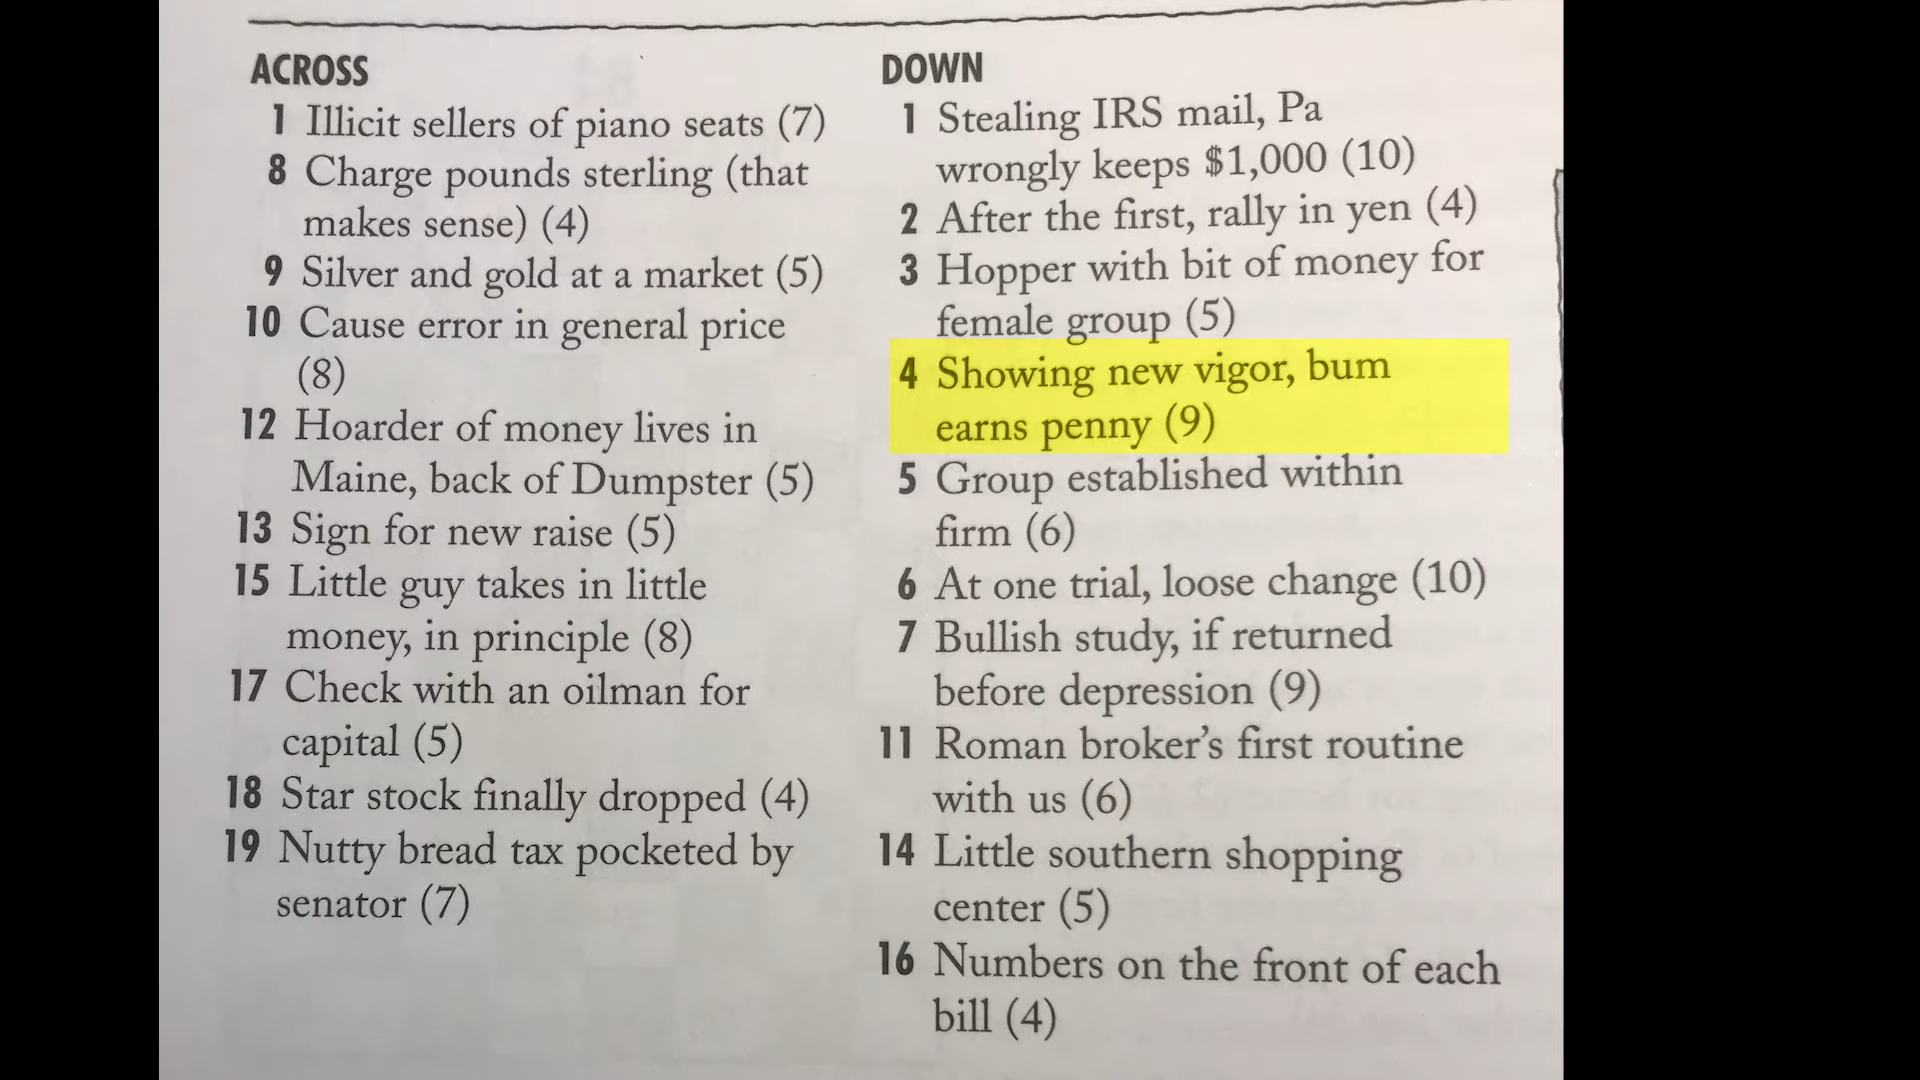 ACROSS
1 Illicit sellers of piano seats (7)
8 Charge pounds sterling (that
makes sense) (4)
9 Silver and gold at a market (5)
10 Cause error in general price
(8)
12 Hoarder of money lives in
Maine, back of Dumpster (5)
13 Sign for new raise (5)
15 Little guy takes in little
money, in principle (8)
17 Check with an oilman for
capital (5)
18 Star stock finally dropped (4)
19 Nutty bread tax pocketed by
senator (7)
DOWN
1 Stealing IRS mail, Pa
wrongly keeps $1,000 (10)
2 After the first, rally in yen (4)
3 Hopper with bit of money for
female group (5)
4 Showing new vigor, bum
earns penny (9)
5 Group established within
firm (6)
6 At one trial, loose change (10)
7 Bullish study, if returned
before depression (9)
11 Roman broker's first routine
with us (6)
14 Little southern shopping
center (5)
16 Numbers on the front of each
bill (4)